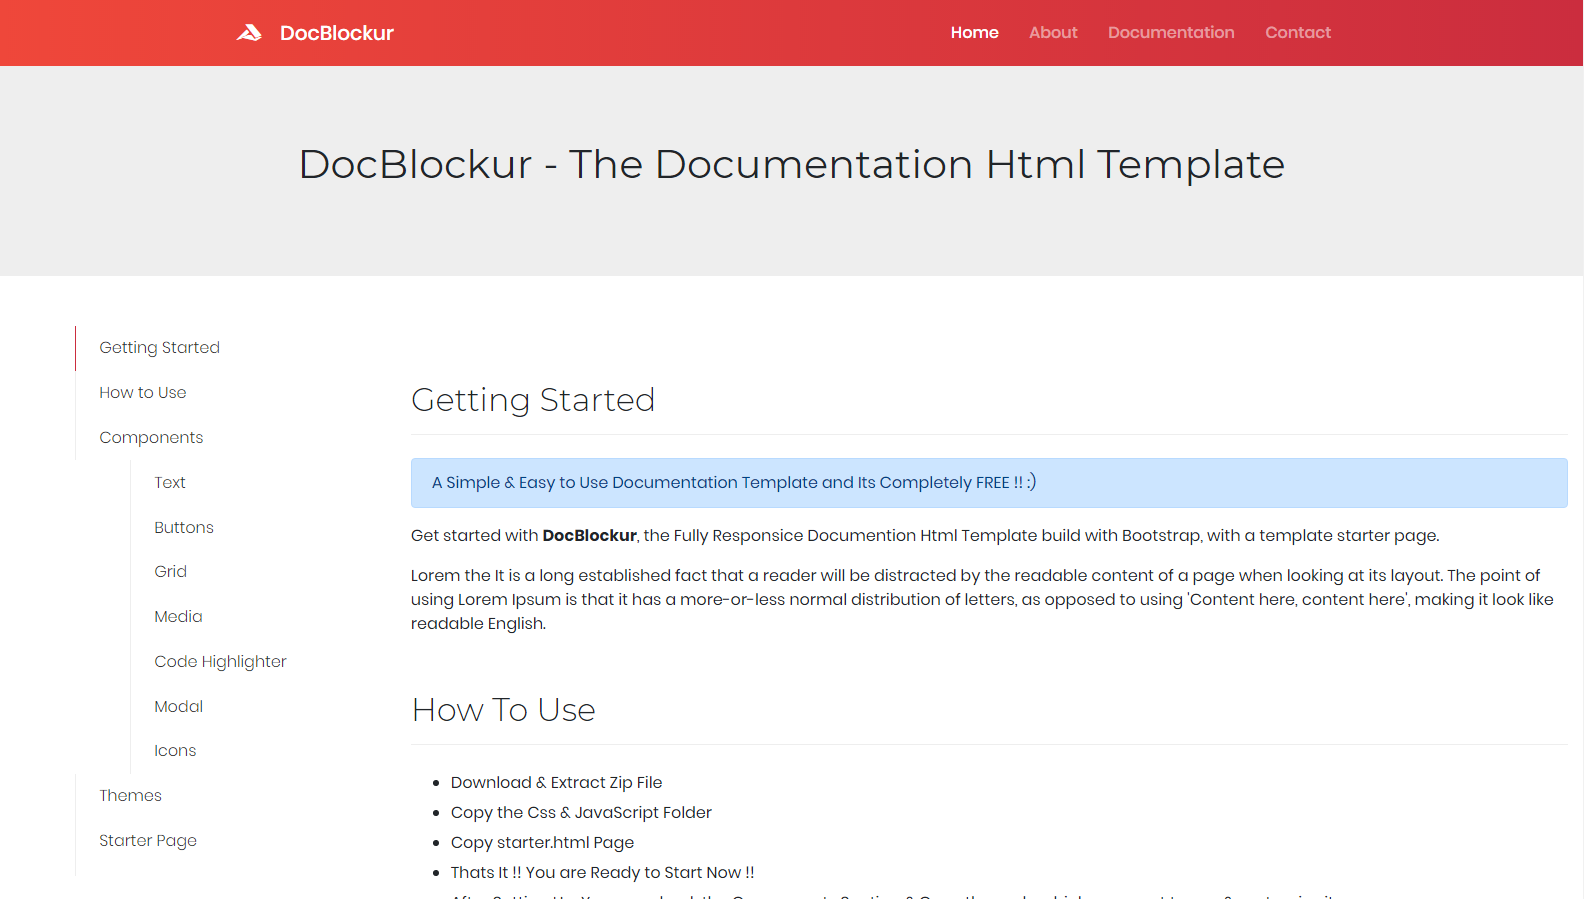 DocBlockur
Home About Documentation Contact
DocBlockur - The Documentation Html Template
Getting Started
How to Use
Components
Text
Buttons
Grid
Media
Code Highlighter
Modal
Icons
Themes
Starter Page
Getting Started
A Simple & Easy to Use Documentation Template and Its Completely FREE !! :)
Get started with DocBlockur, the Fully Responsice Documention Html Template build with Bootstrap, with a template starter page.
Lorem the It is a long established fact that a reader will be distracted by the readable content of a page when looking at its layout. The point of
using Lorem Ipsum is that it has a more-or-less normal distribution of letters, as opposed to using 'Content here, content here', making it look like
readable English.
How To Use
Download & Extract Zip File
Copy the Css & JavaScript Folder
Copy starter.html Page
Thats It !! You are Ready to Start Now !!